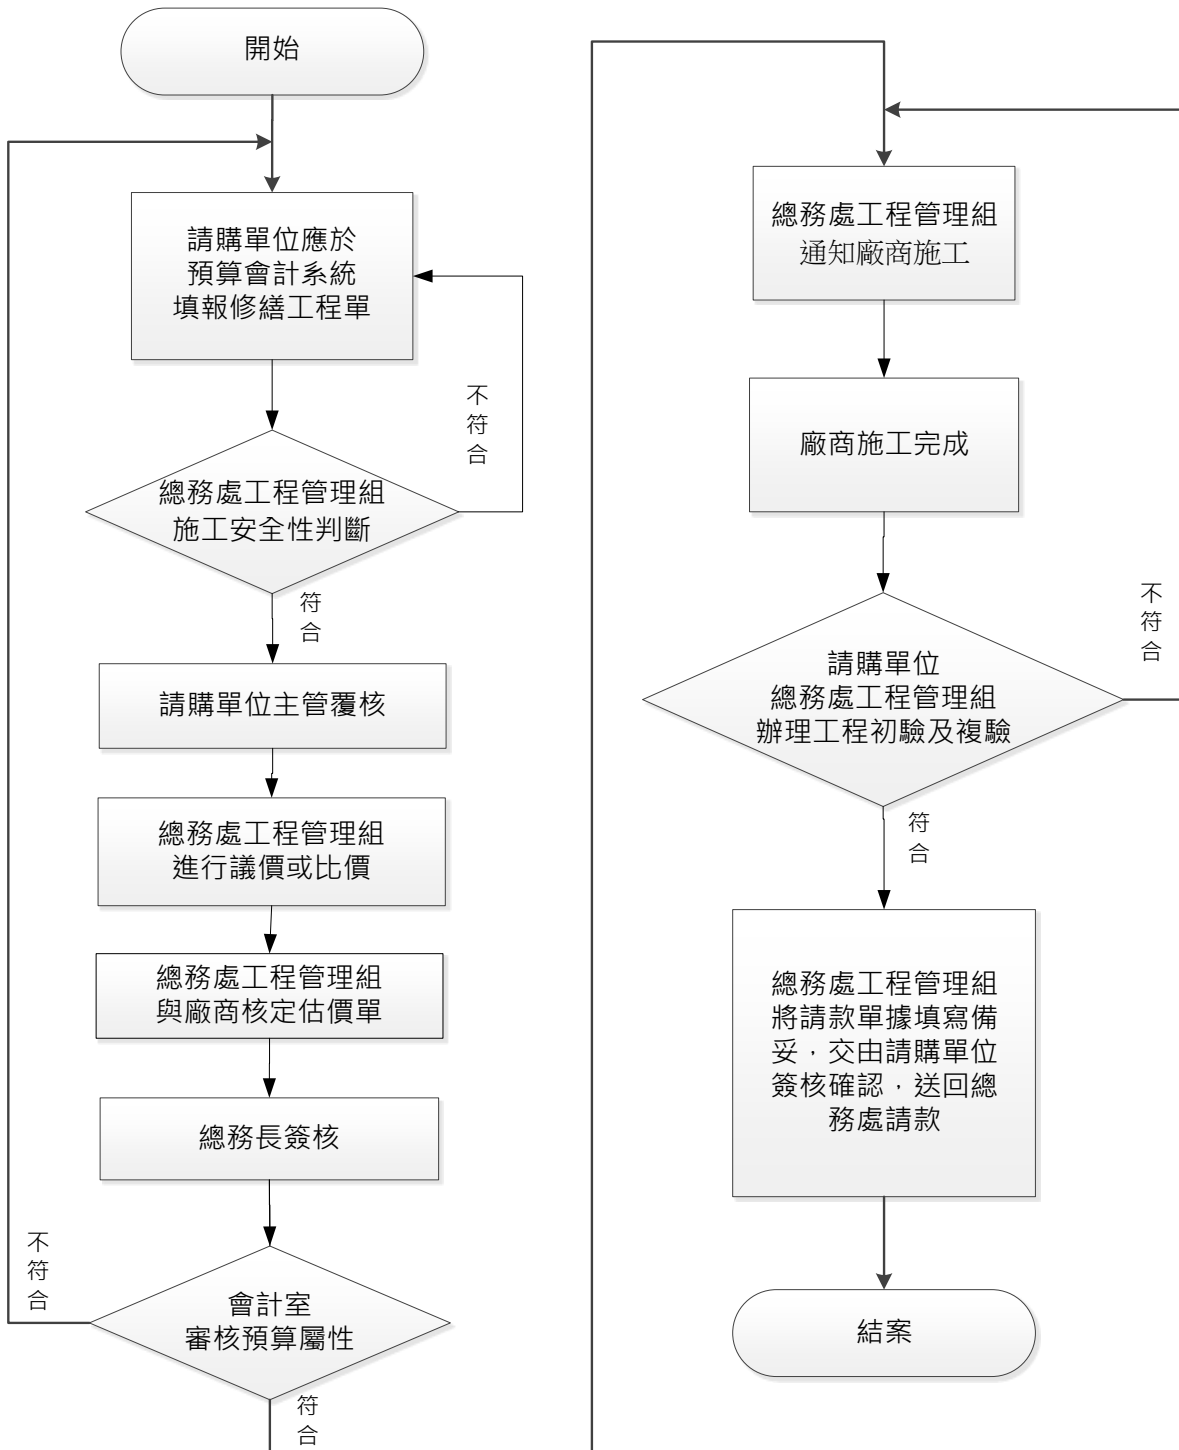 開始
請購單位應於
預算會計系統
填報修繕工程單
不
符
合
總務處工程管理組
施工安全性判斷
符
合
請購單位主管覆核
總務處工程管理組
進行議價或比價
總務處工程管理組
與廠商核定估價單
總務長簽核
不
符
合
會計室
審核預算屬性
符
合
總務處工程管理組
通知廠商施工
廠商施工完成
不
符
合
請購單位
總務處工程管理組
辦理工程初驗及複驗
符
合
總務處工程管理組
將請款單據填寫備
妥，交由請購單位
簽核確認，送回總
務處請款
結案